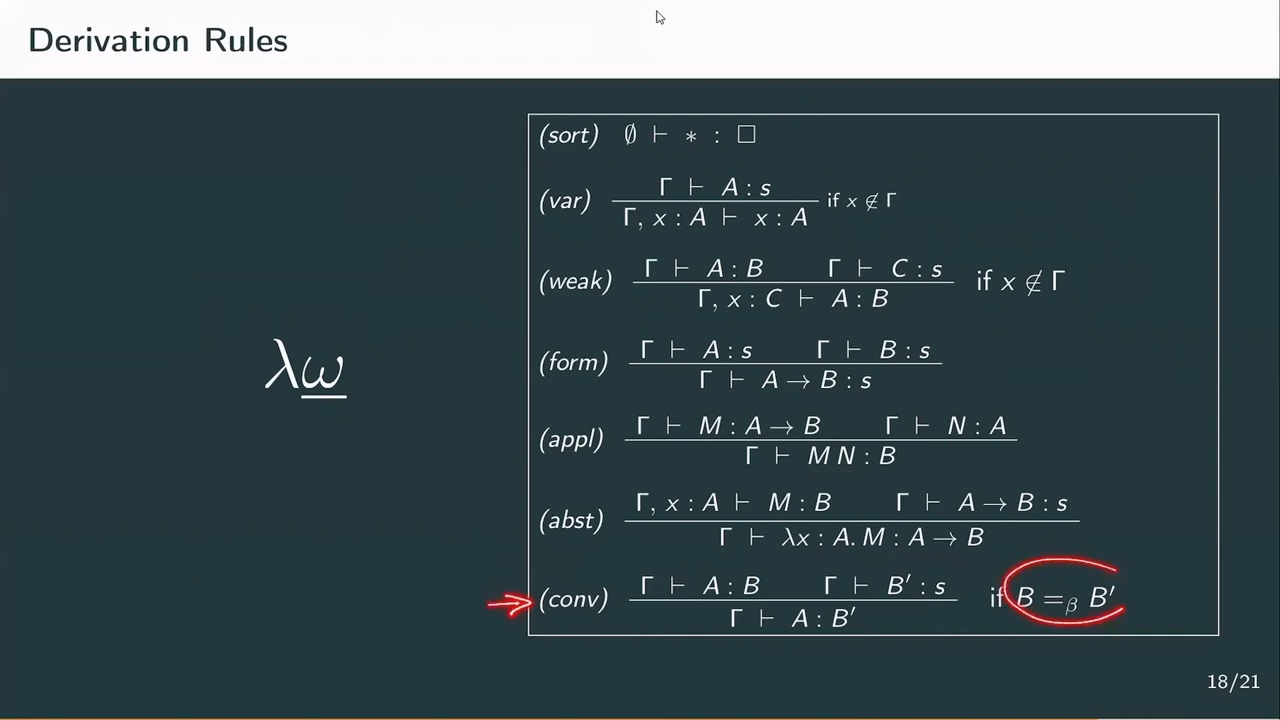 Derivation Rules
λω
(sort) ∅ ⊢ * : □
(var) Γ ⊢ A : s
Γ, x : A ⊢ x : A if x ∉ Γ
(weak) Γ ⊢ A : B Γ ⊢ C : s
Γ, x : C ⊢ A : B if x ∉ Γ
(form) Γ ⊢ A : s Γ ⊢ B : s
Γ ⊢ A → B : s
(appl) Γ ⊢ M : A → B Γ ⊢ N : A
Γ ⊢ M N : B
(abst) Γ, x : A ⊢ M : B Γ ⊢ A → B : s
Γ ⊢ λx : A. M : A → B
(conv) Γ ⊢ A : B Γ ⊢ B′ : s
Γ ⊢ A : B′ if B =β B′
18/21